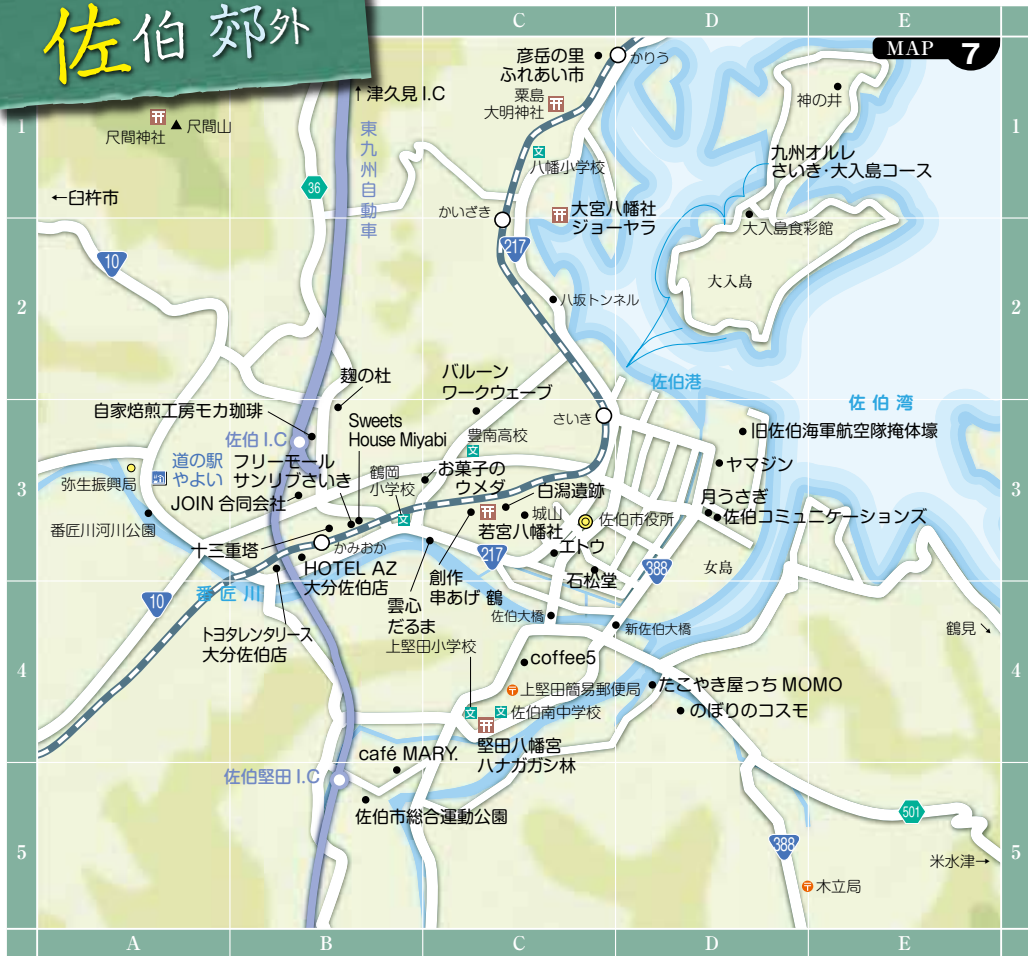 佐伯 郊外
MAP 7
C
D
E
1
2
3
4
5
1
2
3
4
5
A
B
C
D
E
↑津久見 I.C
彦岳の里
ふれあい市
かりう
粟島
大明神社
神の井
尺間神社
尺間山
東九州自動車
八幡小学校
九州オルレ
さいき・大入島コース
36
←臼杵市
かいざき
大宮八幡社
ジョーヤラ
大入島食彩館
217
10
大入島
八坂トンネル
麹の杜
バルーン
ワークウェーブ
佐伯港
佐伯湾
自家焙煎工房モカ珈琲
Sweets
House Miyabi
さいき
佐伯 I.C
豊南高校
旧佐伯海軍航空隊掩体壕
道の駅
やよい
フリーモール
サンリブさいき
鶴岡
小学校
お菓子の
ウメダ
ヤマジン
弥生振興局
JOIN 合同会社
白潟遺跡
月うさぎ
城山
佐伯市役所
佐伯コミュニケーションズ
番匠川河川公園
若宮八幡社
十三重塔
かみおか
エトウ
217
HOTEL AZ
大分佐伯店
388
女島
創作
串あげ 鶴
石松堂
番匠川
10
雲心
だるま
佐伯大橋
新佐伯大橋
鶴見↘
トヨタレンタリース
大分佐伯店
上堅田小学校
coffee5
上堅田簡易郵便局
たこやき屋っち MOMO
佐伯南中学校
のぼりのコスモ
堅田八幡宮
ハナガガシ林
café MARY.
佐伯堅田 I.C
佐伯市総合運動公園
501
388
米水津→
木立局
文
文
文
文
文